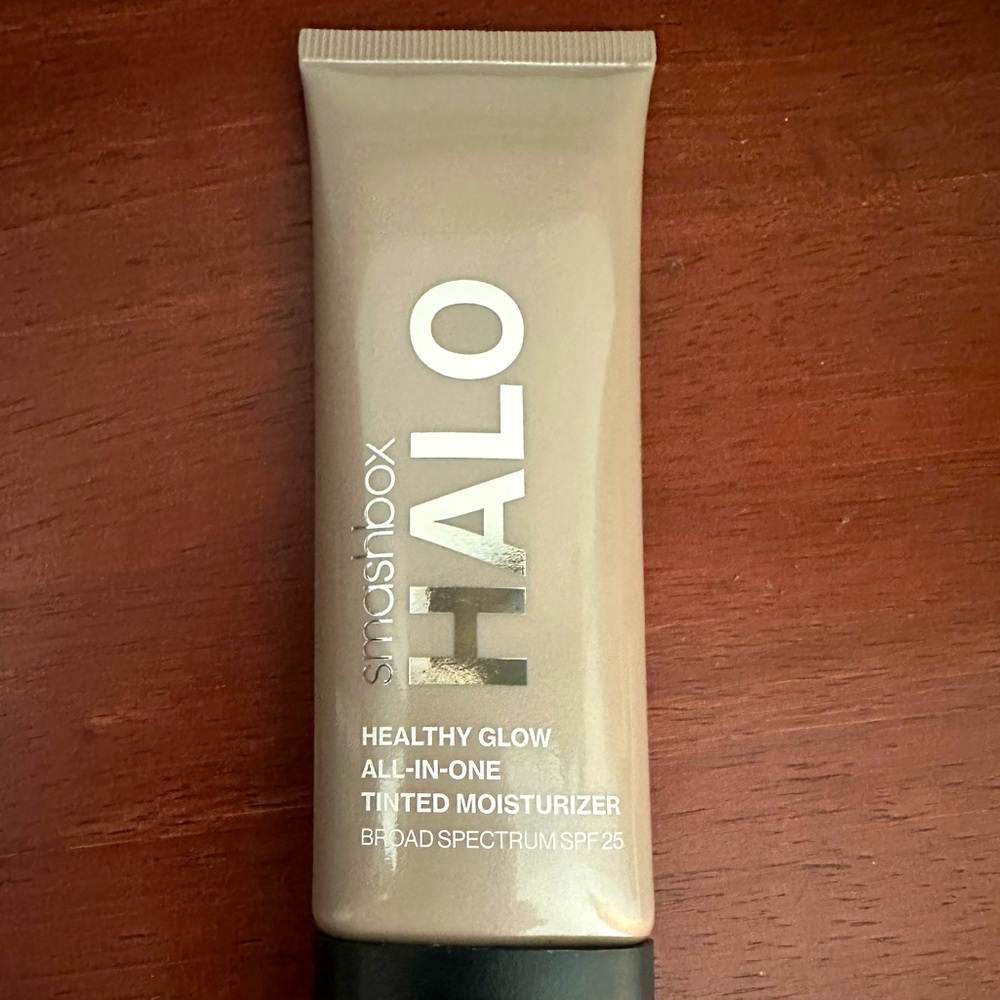 smashbox
HALO
HEALTHY GLOW
ALL-IN-ONE
TINTED MOISTURIZER
BROAD SPECTRUM SPF 25